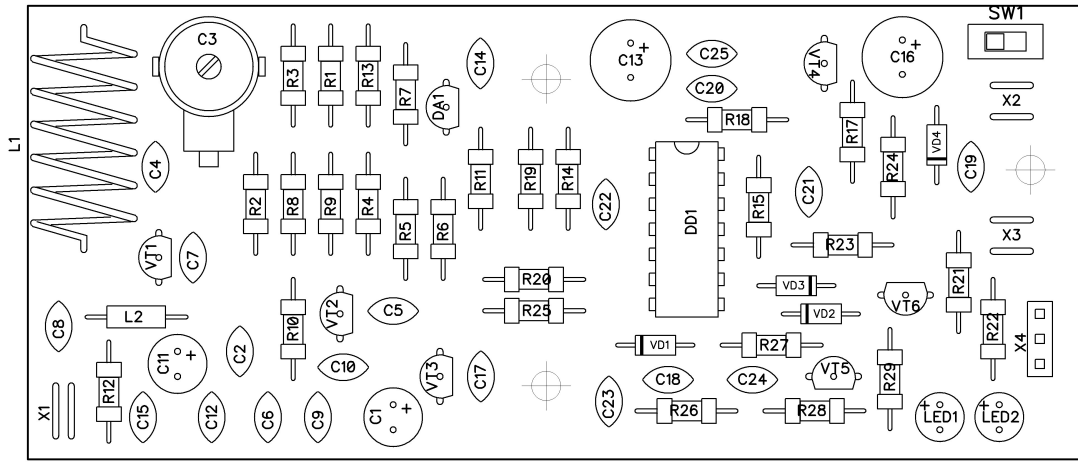 SW1
C3
C14
C13 +
C25
VT4
C16 +
R3
R1
R13
R7
DA1
C20
X2
L1
R18
R17
VD4
R24
C4
C19
R11
R19
R14
R2
R8
R9
R4
R5
R6
C22
DD1
R15
C21
X3
R23
VT1
C7
R20
VD3
R21
VT6
R25
VD2
L2
R10
VT2
C5
R22
C8
C11 +
C2
VD1
R27
X4
C10
VT3
C17
C18
C24
VT5
R29
R12
X1
C15
C12
C6
C9
C1 +
C23
R26
R28
+ LED1
+ LED2